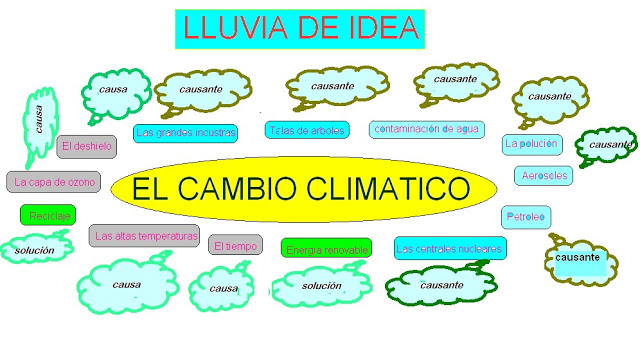 LLUVIA DE IDEA
causa
causa
causante
causante
causante
causante
causante
El deshielo
Las grandes industras
Talas de arboles
contaminación de agua
La polución
La capa de ozono
EL CAMBIO CLIMATICO
Aerosoles
Reciclaje
Petroleo
Las altas temperaturas
El tiempo
Energia renovable
Las centrales nucleares
solución
causante
causa
causa
solución
causante